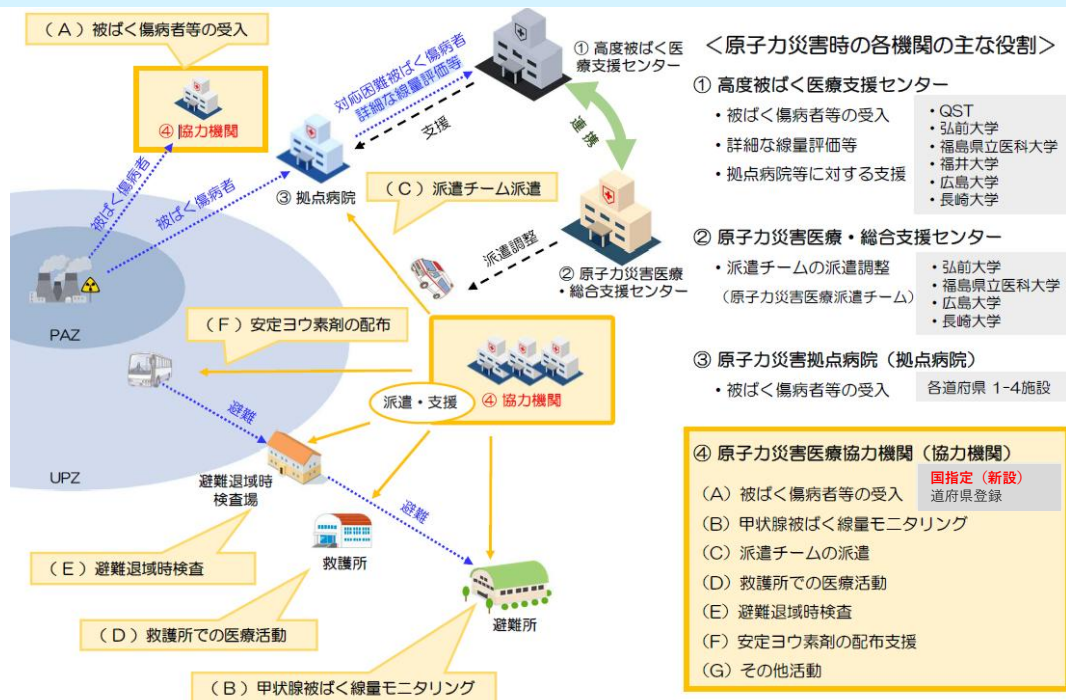 (A)被ばく傷病者等の受入
④ 協力機関
被ばく傷病者
被ばく傷病者
対応困難被ばく傷病者
詳細な線量評価等
支援
① 高度被ばく医
療支援センター
連携
③ 拠点病院
(C)派遣チーム派遣
派遣調整
② 原子力災害医療
・総合支援センター
PAZ
(F)安定ヨウ素剤の配布
派遣・支援
④ 協力機関
避難
UPZ
避難退域時
検査場
避難
(E)避難退域時検査
救護所
(D)救護所での医療活動
避難所
(B)甲状腺被ばく線量モニタリング
<原子力災害時の各機関の主な役割>
① 高度被ばく医療支援センター
・被ばく傷病者等の受入
・詳細な線量評価等
・拠点病院等に対する支援
・QST
・弘前大学
・福島県立医科大学
・福井大学
・広島大学
・長崎大学
② 原子力災害医療・総合支援センター
・派遣チームの派遣調整
(原子力災害医療派遣チーム)
・弘前大学
・福島県立医科大学
・広島大学
・長崎大学
③ 原子力災害拠点病院(拠点病院)
・被ばく傷病者等の受入
各道府県 1-4施設
④ 原子力災害医療協力機関(協力機関)
国指定(新設)
道府県登録
(A)被ばく傷病者等の受入
(B)甲状腺被ばく線量モニタリング
(C)派遣チームの派遣
(D)救護所での医療活動
(E)避難退域時検査
(F)安定ヨウ素剤の配布支援
(G)その他活動